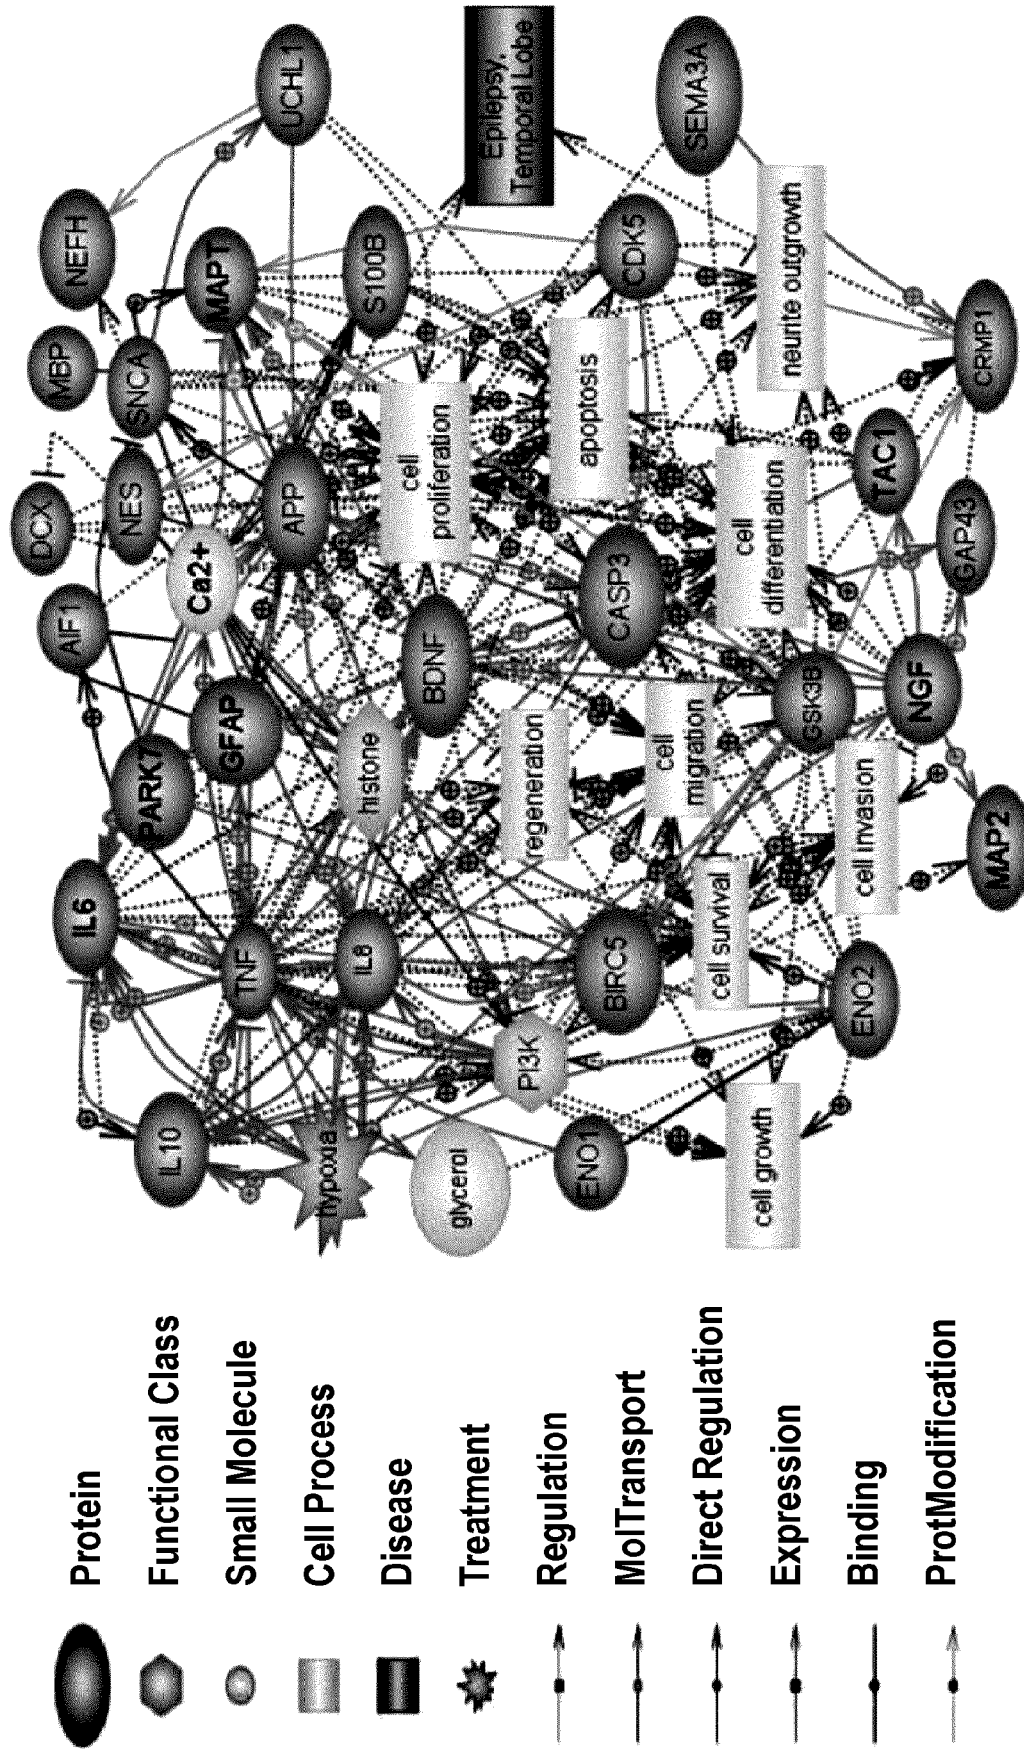 Protein
Functional Class
Small Molecule
Cell Process
Disease
Treatment
Regulation
MolTransport
Direct Regulation
Expression
Binding
ProtModification
DCX
MBP
NEFH
AIF1
NES
SNCA
IL6
PARK7
Ca2+
MAPT
UCHL1
IL10
TNF
GFAP
APP
S100B
hypoxia
IL8
histone
BDNF
cell
proliferation
Epilepsy,
Temporal Lobe
glycerol
PI3K
regeneration
apoptosis
ENO1
BIRC5
cell
migration
CASP3
CDK5
SEMA3A
cell growth
cell survival
cell
differentiation
neurite outgrowth
ENO2
cell invasion
GSK3B
TAC1
NGF
GAP43
CRMP1
MAP2